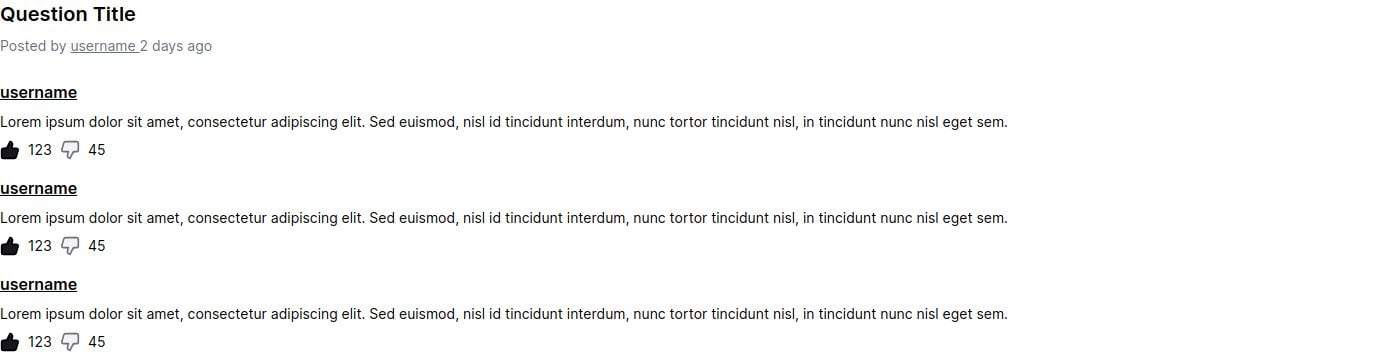 Question Title
Posted by username 2 days ago
username
Lorem ipsum dolor sit amet, consectetur adipiscing elit. Sed euismod, nisl id tincidunt interdum, nunc tortor tincidunt nisl, in tincidunt nunc nisl eget sem.
123 45
username
Lorem ipsum dolor sit amet, consectetur adipiscing elit. Sed euismod, nisl id tincidunt interdum, nunc tortor tincidunt nisl, in tincidunt nunc nisl eget sem.
123 45
username
Lorem ipsum dolor sit amet, consectetur adipiscing elit. Sed euismod, nisl id tincidunt interdum, nunc tortor tincidunt nisl, in tincidunt nunc nisl eget sem.
123 45